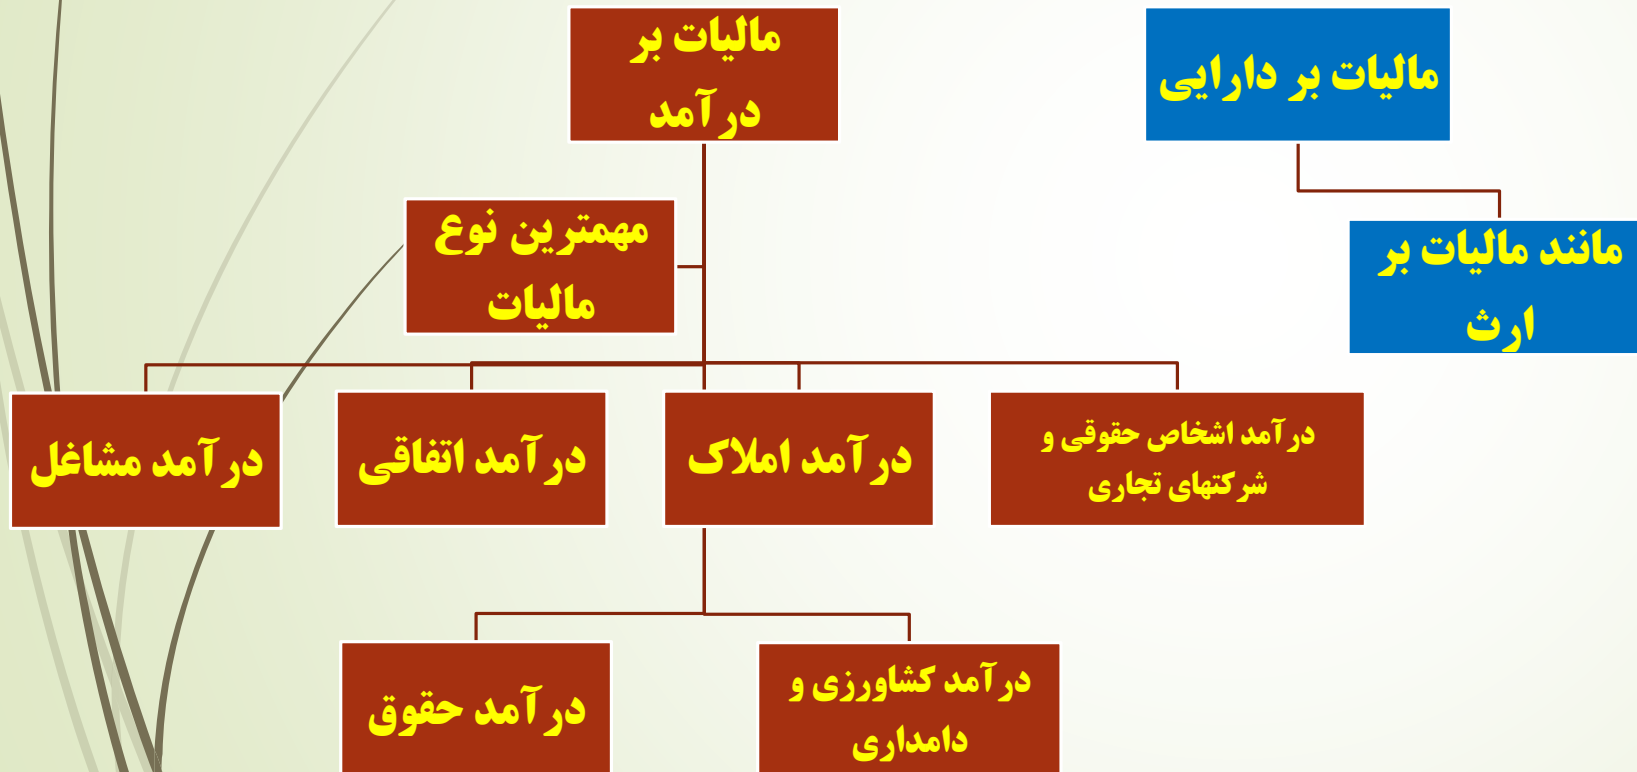 مالیات بر دارایی
مانند مالیات بر
ارث
مالیات بر
درآمد
مهمترین نوع
مالیات
درآمد اشخاص حقوقی و
شرکتهای تجاری
درآمد املاک
درآمد اتفاقی
درآمد مشاغل
درآمد کشاورزی و
دامداری
درآمد حقوق